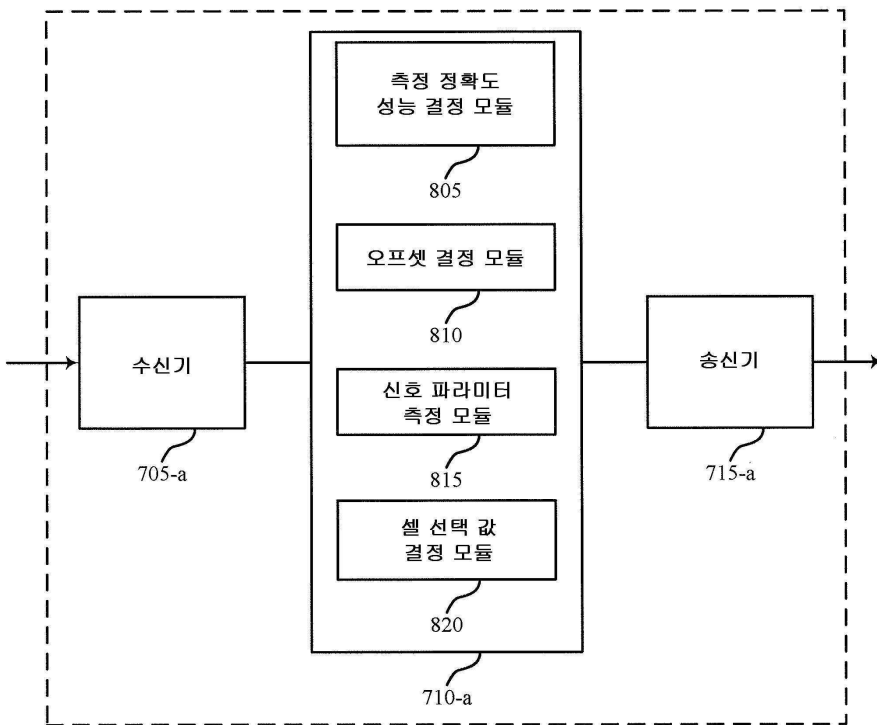 측정 정확도
성능 결정 모듈
805
오프셋 결정 모듈
810
수신기
705-a
신호 파라미터
측정 모듈
815
송신기
715-a
셀 선택 값
결정 모듈
820
710-a